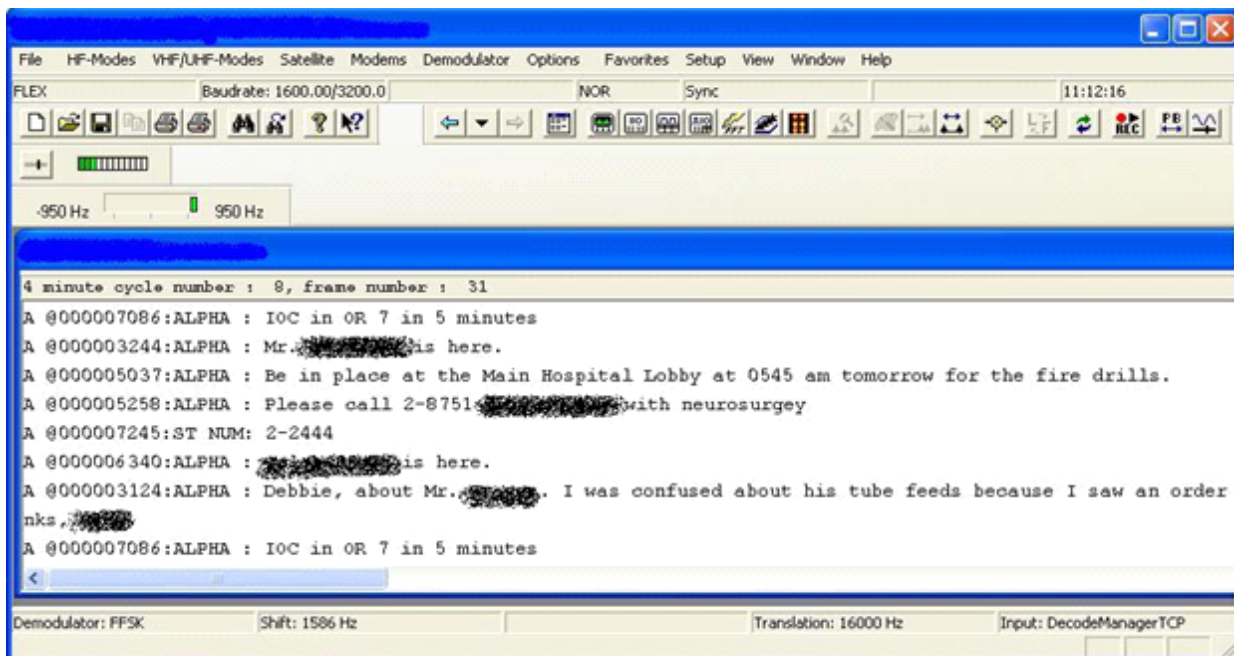 File HF-Modes VHF/UHF-Modes Satellite Modems Demodulator Options Favorites Setup View Window Help
FLEX Baudrate: 1600.00/3200.0 NOR Sync 11:12:16
REC PB
-950 Hz 950 Hz
4 minute cycle number : 8, frame number : 31
A @000007086:ALPHA : IOC in OR 7 in 5 minutes
A @000003244:ALPHA : Mr. is here.
A @000005037:ALPHA : Be in place at the Main Hospital Lobby at 0545 am tomorrow for the fire drills.
A @000005258:ALPHA : Please call 2-8751 with neurosurgey
A @000007245:ST NUM: 2-2444
A @000006340:ALPHA : is here.
A @000003124:ALPHA : Debbie, about Mr. . I was confused about his tube feeds because I saw an order
nks,
A @000007086:ALPHA : IOC in OR 7 in 5 minutes
Demodulator: FFSK Shift: 1586 Hz Translation: 16000 Hz Input: DecodeManagerTCP